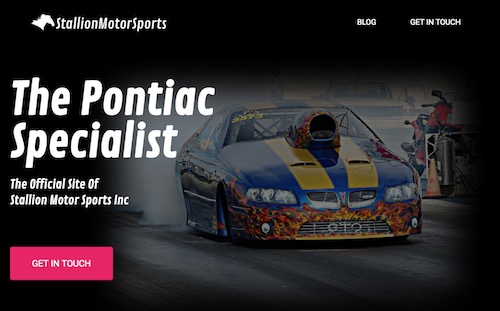 StallionMotorSports
BLOG
GET IN TOUCH
The Pontiac
Specialist
The Official Site Of
Stallion Motor Sports Inc
GET IN TOUCH
GTO